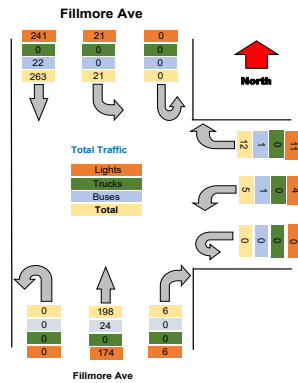 Fillmore Ave
241 21 0
0 0 0
22 0 0
263 21 0
North
Total Traffic
Lights
Trucks
Buses
Total
12 1 0 11
5 1 0 4
0 0 0 0
0 198 6
0 24 0
0 0 0
0 174 6
Fillmore Ave